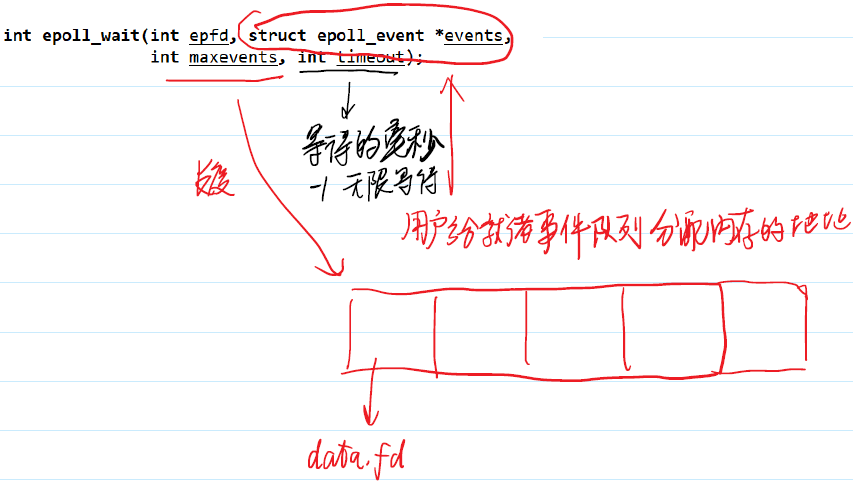 int epoll_wait(int epfd, struct epoll_event *events,
int maxevents, int timeout);
等待的毫秒
-1 无限等待
长度
用户给就绪事件队列分配内存的地址
data.fd